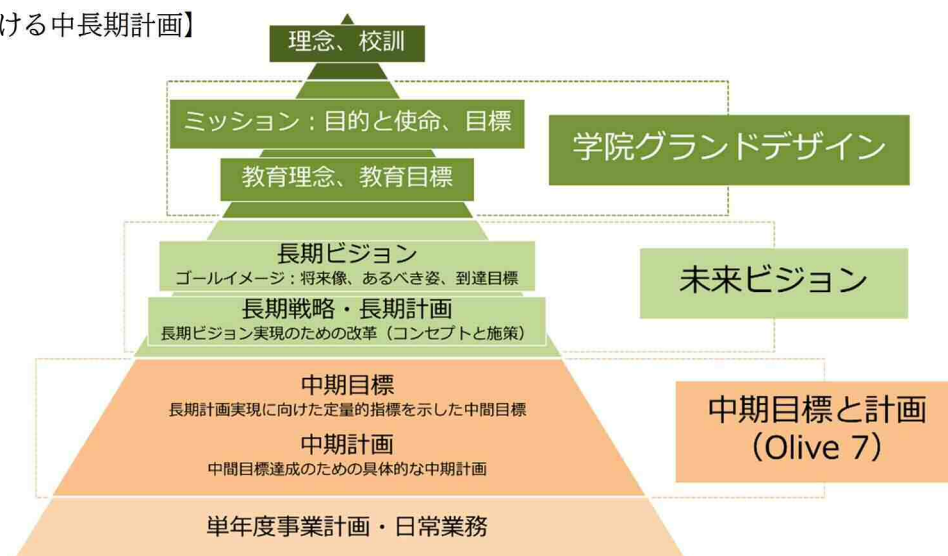 ける中長期計画】
理念、校訓
ミッション：目的と使命、目標
教育理念、教育目標
学院グランドデザイン
長期ビジョン
ゴールイメージ：将来像、あるべき姿、到達目標
長期戦略・長期計画
長期ビジョン実現のための改革（コンセプトと施策）
未来ビジョン
中期目標
長期計画実現に向けた定量的指標を示した中間目標
中期計画
中間目標達成のための具体的な中期計画
中期目標と計画
（Olive 7）
単年度事業計画・日常業務